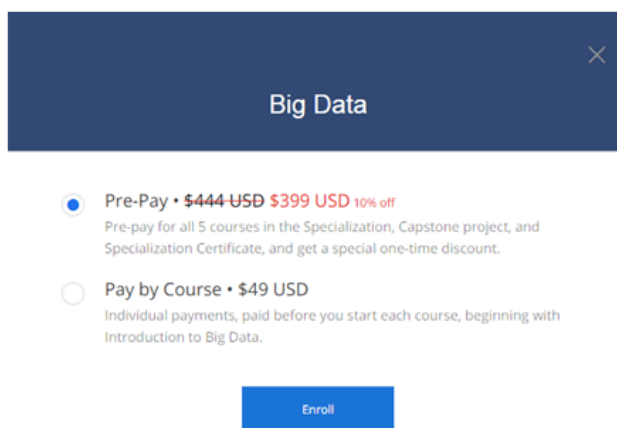 Big Data
Pre-Pay • $444 USD $399 USD 10% off
Pre-pay for all 5 courses in the Specialization, Capstone project, and
Specialization Certificate, and get a special one-time discount.
Pay by Course • $49 USD
Individual payments, paid before you start each course, beginning with
Introduction to Big Data.
Enroll